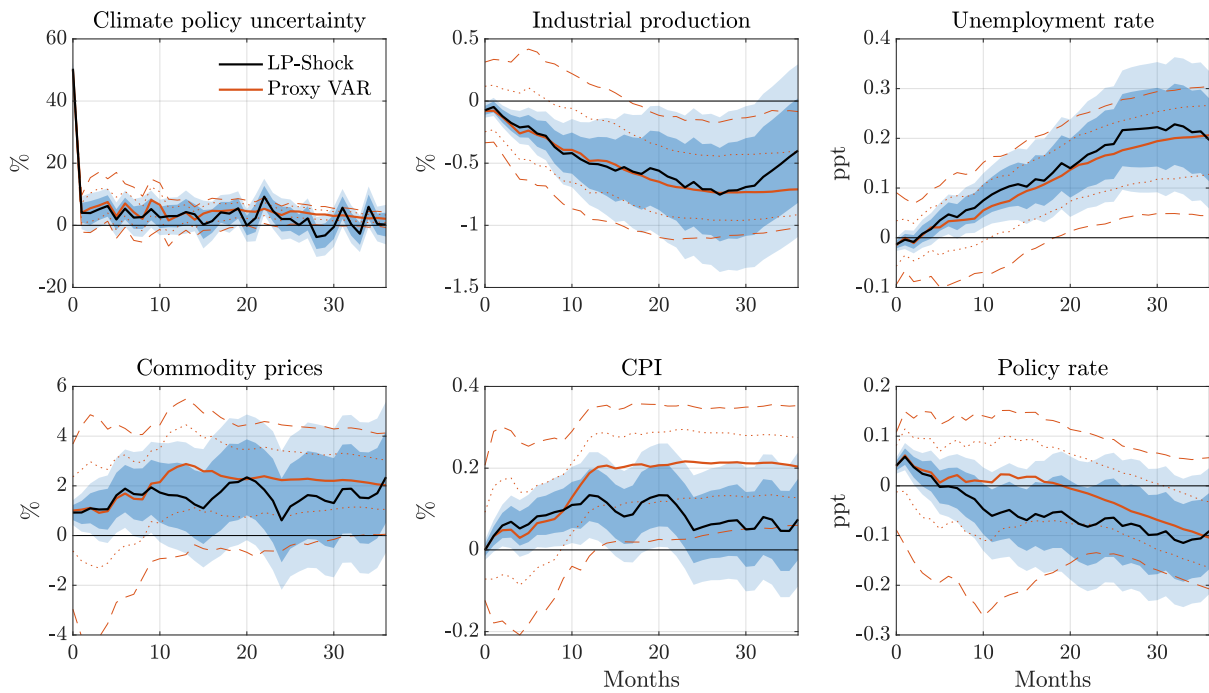 Climate policy uncertainty
60
40
20
0
-20
%
0 10 20 30
LP-Shock
Proxy VAR
Industrial production
0.5
0
-0.5
-1
-1.5
%
0 10 20 30
Unemployment rate
0.4
0.3
0.2
0.1
0
-0.1
ppt
0 10 20 30
Commodity prices
6
4
2
0
-2
-4
%
0 10 20 30
CPI
0.4
0.2
0
-0.2
%
0 10 20 30
Months
Policy rate
0.2
0.1
0
-0.1
-0.2
-0.3
ppt
0 10 20 30
Months